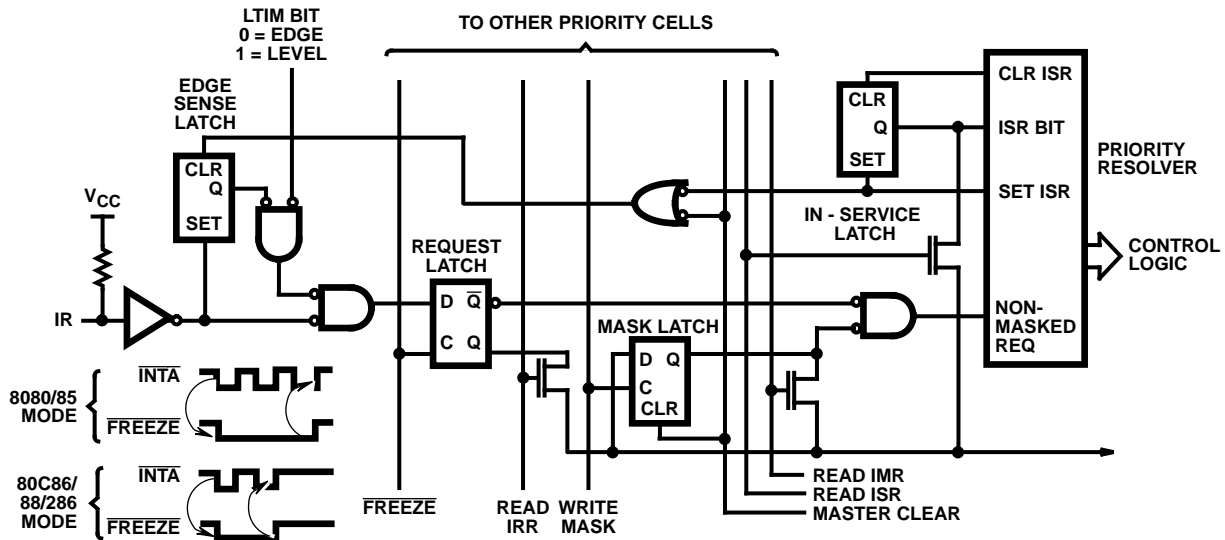 LTIM BIT
0 = EDGE
1 = LEVEL
TO OTHER PRIORITY CELLS
EDGE
SENSE
LATCH
CLR
Q
SET
V_CC
IR
REQUEST
LATCH
D Q̅
C Q
MASK LATCH
D Q
C
CLR
CLR
Q
SET
IN - SERVICE
LATCH
CLR ISR
ISR BIT
SET ISR
NON-
MASKED
REQ
PRIORITY
RESOLVER
CONTROL
LOGIC
8080/85
MODE
INTA
FREEZE
80C86/
88/286
MODE
INTA
FREEZE
FREEZE
READ
IRR
WRITE
MASK
READ IMR
READ ISR
MASTER CLEAR